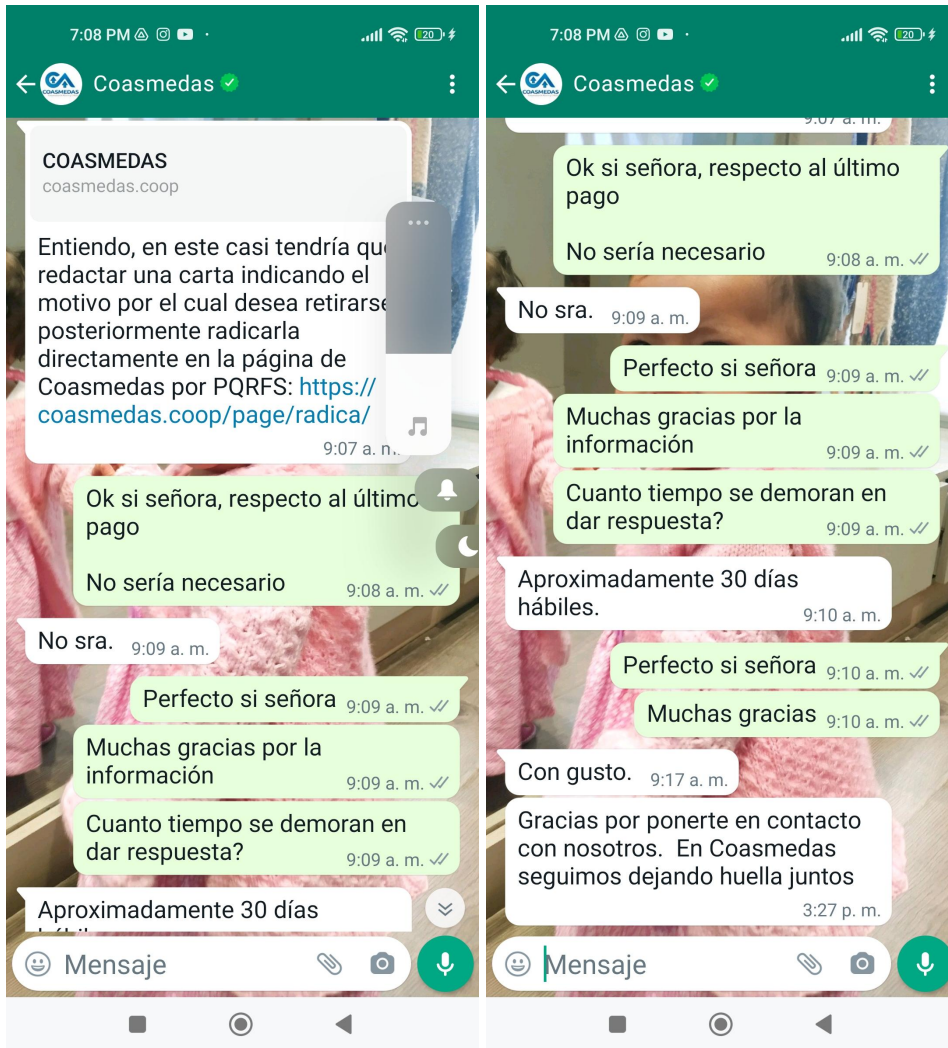 7:08 PM
20
Coasmedas
COASMEDAS
COASMEDAS
coasmedas.coop
Entiendo, en este casi tendría que
redactar una carta indicando el
motivo por el cual desea retirarse
posteriormente radicarla
directamente en la página de
Coasmedas por PQRFS: https://
coasmedas.coop/page/radica/
9:07 a. m.
Ok si señora, respecto al último
pago
No sería necesario
9:08 a. m.
No sra.
9:09 a. m.
Perfecto si señora
9:09 a. m.
Muchas gracias por la
información
9:09 a. m.
Cuanto tiempo se demoran en
dar respuesta?
9:09 a. m.
Aproximadamente 30 días
Mensaje
7:08 PM
20
Coasmedas
COASMEDAS
9:07 a. m.
Ok si señora, respecto al último
pago
No sería necesario
9:08 a. m.
No sra.
9:09 a. m.
Perfecto si señora
9:09 a. m.
Muchas gracias por la
información
9:09 a. m.
Cuanto tiempo se demoran en
dar respuesta?
9:09 a. m.
Aproximadamente 30 días
hábiles.
9:10 a. m.
Perfecto si señora
9:10 a. m.
Muchas gracias
9:10 a. m.
Con gusto.
9:17 a. m.
Gracias por ponerte en contacto
con nosotros.  En Coasmedas
seguimos dejando huella juntos
3:27 p. m.
Mensaje